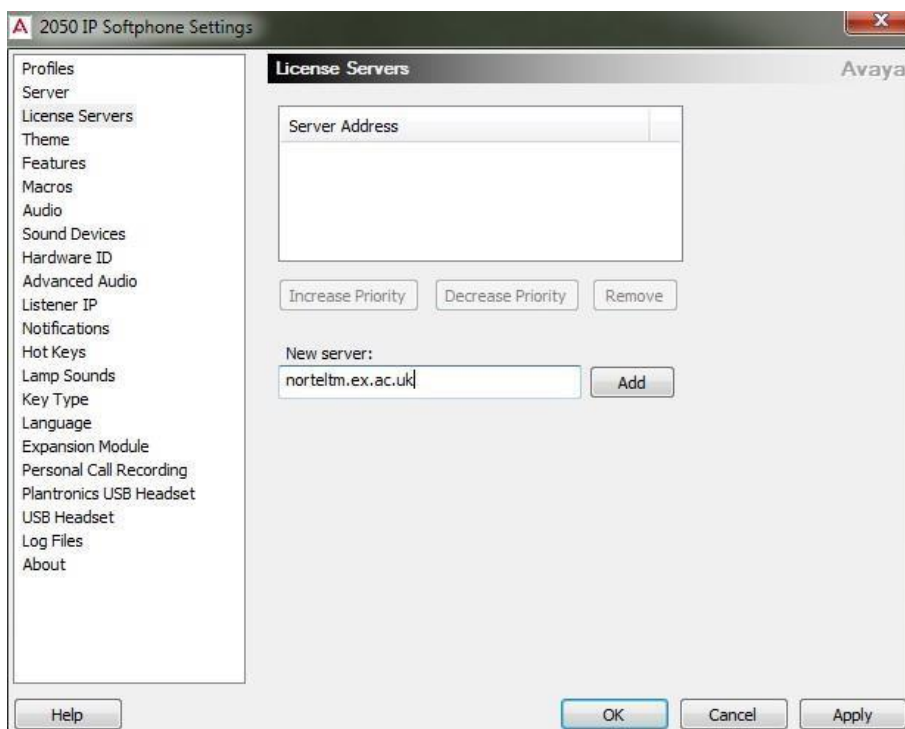 2050 IP Softphone Settings
Profiles
Server
License Servers
Theme
Features
Macros
Audio
Sound Devices
Hardware ID
Advanced Audio
Listener IP
Notifications
Hot Keys
Lamp Sounds
Key Type
Language
Expansion Module
Personal Call Recording
Plantronics USB Headset
USB Headset
Log Files
About
License Servers
Avaya
Server Address
Increase Priority
Decrease Priority
Remove
New server:
norteltm.ex.ac.uk
Add
Help
OK
Cancel
Apply